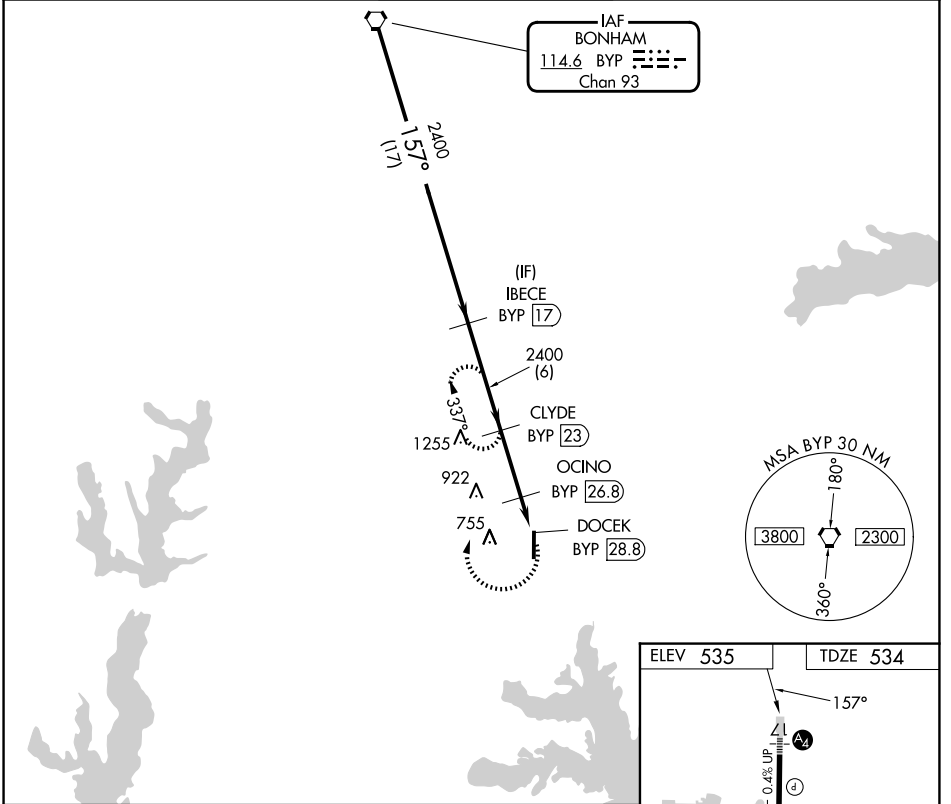 IAF
BONHAM
114.6 BYP
Chan 93
2400
157°
(17)
(IF)
IBECE
BYP 17
2400
(6)
337°
CLYDE
BYP 23
1255
OCINO
BYP 26.8
922
755
DOCEK
BYP 28.8
MSA BYP 30 NM
180°
3800
2300
360°
ELEV 535
TDZE 534
157°
17
A4
0.4% UP
P